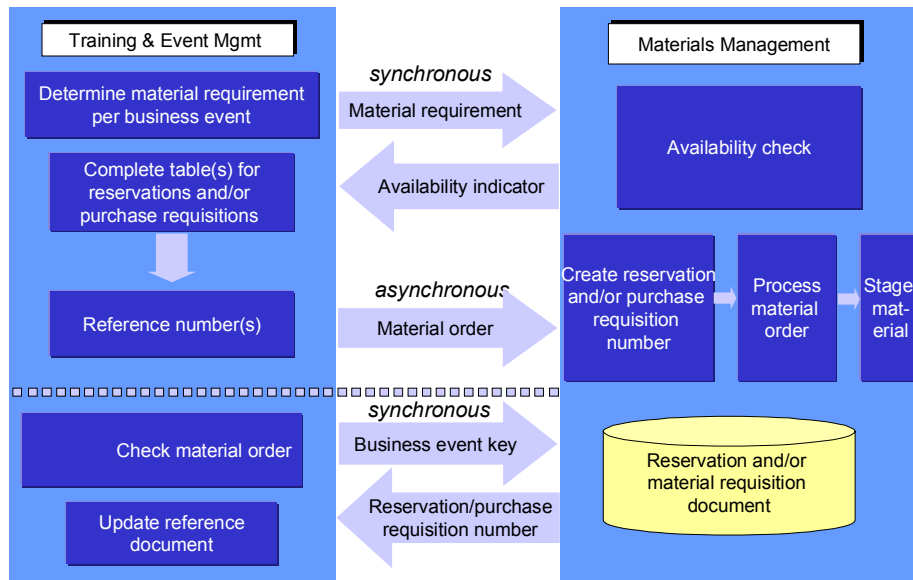 Training & Event Mgmt
Materials Management
Determine material requirement
per business event
synchronous
Material requirement
Availability check
Complete table(s) for
reservations and/or
purchase requisitions
Availability indicator
Reference number(s)
asynchronous
Material order
Create reservation
and/or purchase
requisition
number
Process
material
order
Stage
mat-
erial
Check material order
synchronous
Business event key
Reservation and/or
material requisition
document
Update reference
document
Reservation/purchase
requisition number